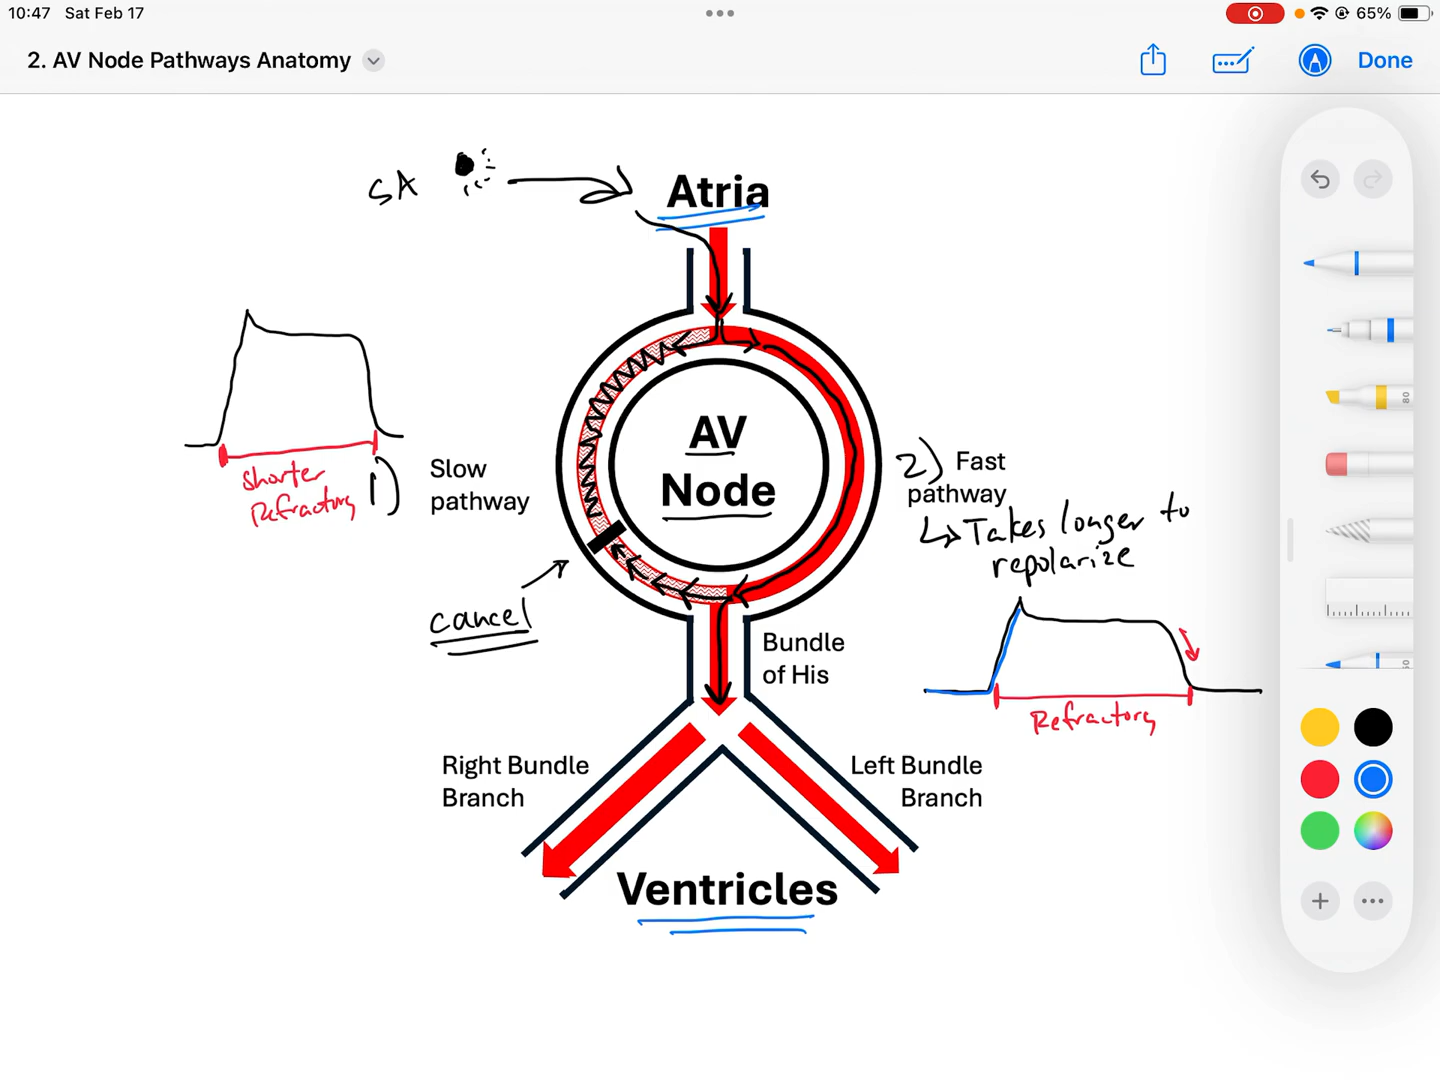 10:47 Sat Feb 17
65%
2. AV Node Pathways Anatomy
Done
SA
Atria
AV
Node
shorter
Refractory
1) Slow
pathway
2) Fast
pathway
↳ Takes longer to
repolarize
cancel
Bundle
of His
Refractory
Right Bundle
Branch
Left Bundle
Branch
Ventricles
80
50